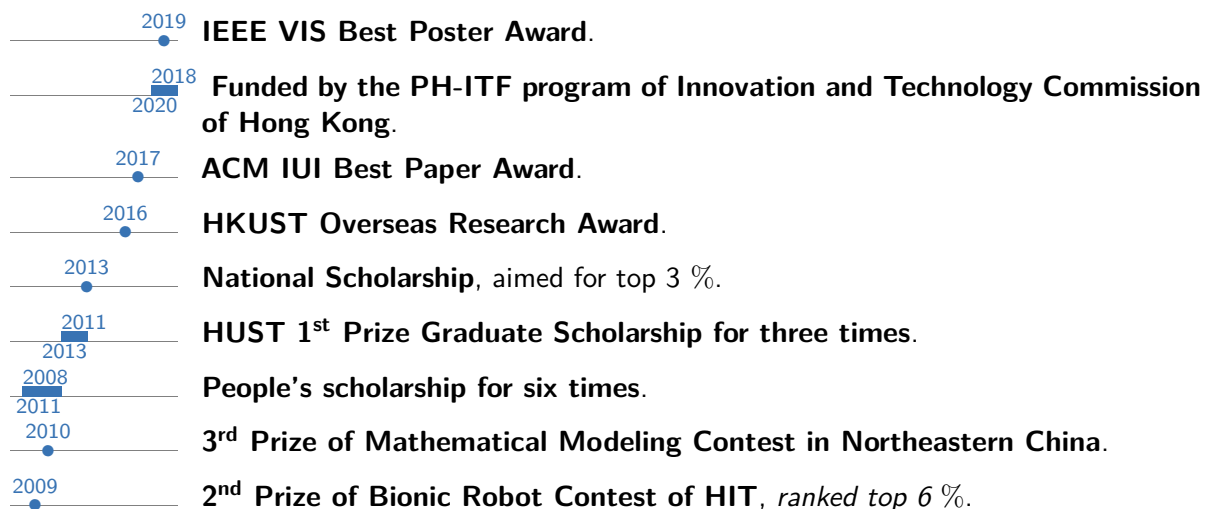 2019 IEEE VIS Best Poster Award.
2018 Funded by the PH-ITF program of Innovation and Technology Commission
2020 of Hong Kong.
2017 ACM IUI Best Paper Award.
2016 HKUST Overseas Research Award.
2013 National Scholarship, aimed for top 3 %.
2011 HUST 1st Prize Graduate Scholarship for three times.
2013
2008 People's scholarship for six times.
2011
2010 3rd Prize of Mathematical Modeling Contest in Northeastern China.
2009 2nd Prize of Bionic Robot Contest of HIT, ranked top 6 %.